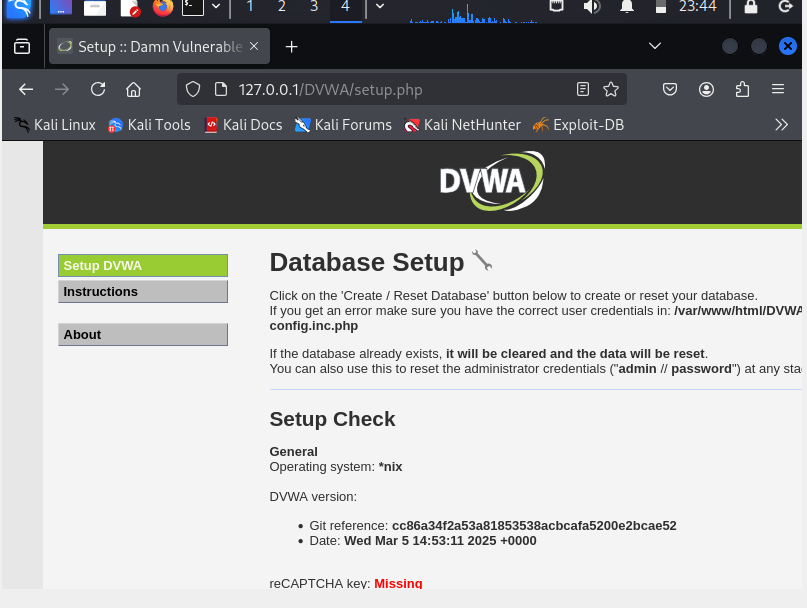 1 2 3 4 23:44
Setup :: Damn Vulnerable
127.0.0.1/DVWA/setup.php
Kali Linux Kali Tools Kali Docs Kali Forums Kali NetHunter Exploit-DB
DVWA
Setup DVWA
Instructions
About
Database Setup
Click on the 'Create / Reset Database' button below to create or reset your database.
If you get an error make sure you have the correct user credentials in: /var/www/html/DVWA
config.inc.php
If the database already exists, it will be cleared and the data will be reset.
You can also use this to reset the administrator credentials ("admin // password") at any sta
Setup Check
General
Operating system: *nix
DVWA version:
• Git reference: cc86a34f2a53a81853538acbcafa5200e2bcae52
• Date: Wed Mar 5 14:53:11 2025 +0000
reCAPTCHA key: Missing